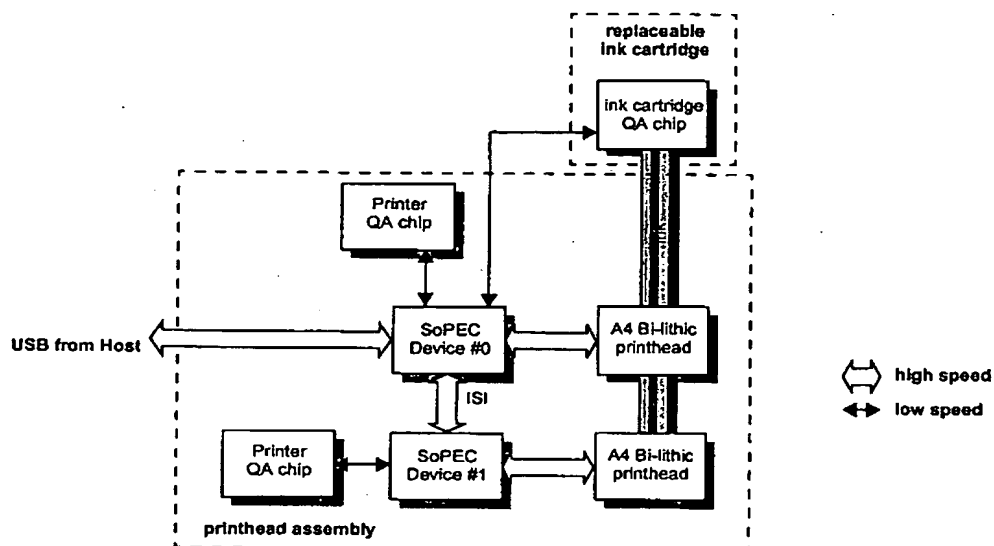 replaceable
ink cartridge
ink cartridge
QA chip
Printer
QA chip
USB from Host
SoPEC
Device #0
A4 Bi-lithic
printhead
high speed
low speed
ISI
Printer
QA chip
SoPEC
Device #1
A4 Bi-lithic
printhead
printhead assembly